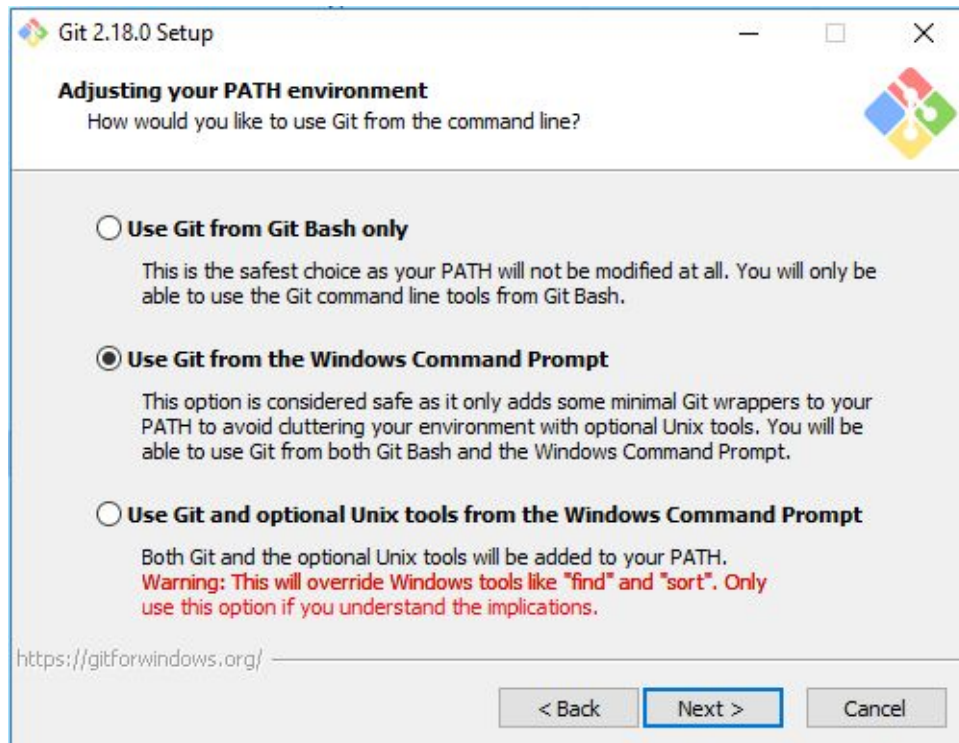 Git 2.18.0 Setup
Adjusting your PATH environment
How would you like to use Git from the command line?
Use Git from Git Bash only
This is the safest choice as your PATH will not be modified at all. You will only be
able to use the Git command line tools from Git Bash.
Use Git from the Windows Command Prompt
This option is considered safe as it only adds some minimal Git wrappers to your
PATH to avoid cluttering your environment with optional Unix tools. You will be
able to use Git from both Git Bash and the Windows Command Prompt.
Use Git and optional Unix tools from the Windows Command Prompt
Both Git and the optional Unix tools will be added to your PATH.
Warning: This will override Windows tools like "find" and "sort". Only
use this option if you understand the implications.
https://gitforwindows.org/
< Back Next > Cancel